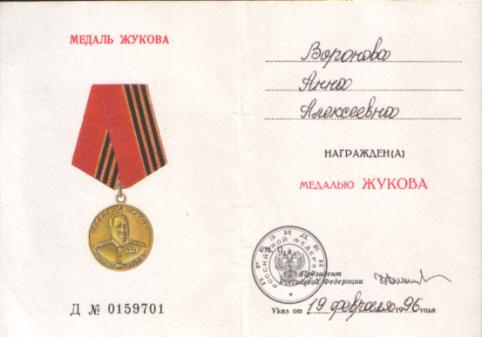 МЕДАЛЬ ЖУКОВА
Д № 0159701
Воронова
Анна
Алексеевна
НАГРАЖДЕН(А)
МЕДАЛЬЮ ЖУКОВА
М.П.
Президент
Российской Федерации
Указ от 19 февраля 1996 года